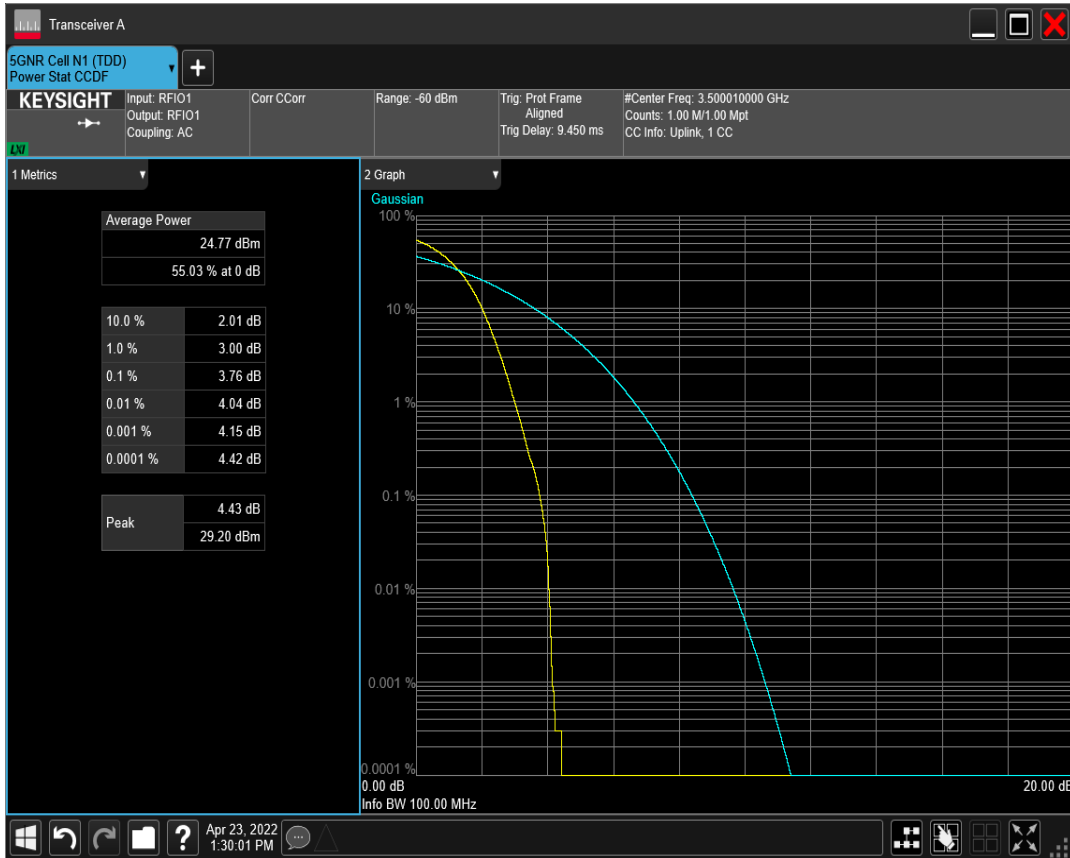 Transceiver A
5GNR Cell N1 (TDD)
Power Stat CCDF
+
KEYSIGHT
LXI
Input: RFIO1
Output: RFIO1
Coupling: AC
Corr CCorr
Range: -60 dBm
Trig: Prot Frame
Aligned
Trig Delay: 9.450 ms
#Center Freq: 3.500010000 GHz
Counts: 1.00 M/1.00 Mpt
CC Info: Uplink, 1 CC
1 Metrics
Average Power
24.77 dBm
55.03 % at 0 dB
10.0 % 2.01 dB
1.0 % 3.00 dB
0.1 % 3.76 dB
0.01 % 4.04 dB
0.001 % 4.15 dB
0.0001 % 4.42 dB
Peak 4.43 dB
29.20 dBm
2 Graph
Gaussian
100 %
10 %
1 %
0.1 %
0.01 %
0.001 %
0.0001 %
0.00 dB 20.00 dB
Info BW 100.00 MHz
?
Apr 23, 2022
1:30:01 PM